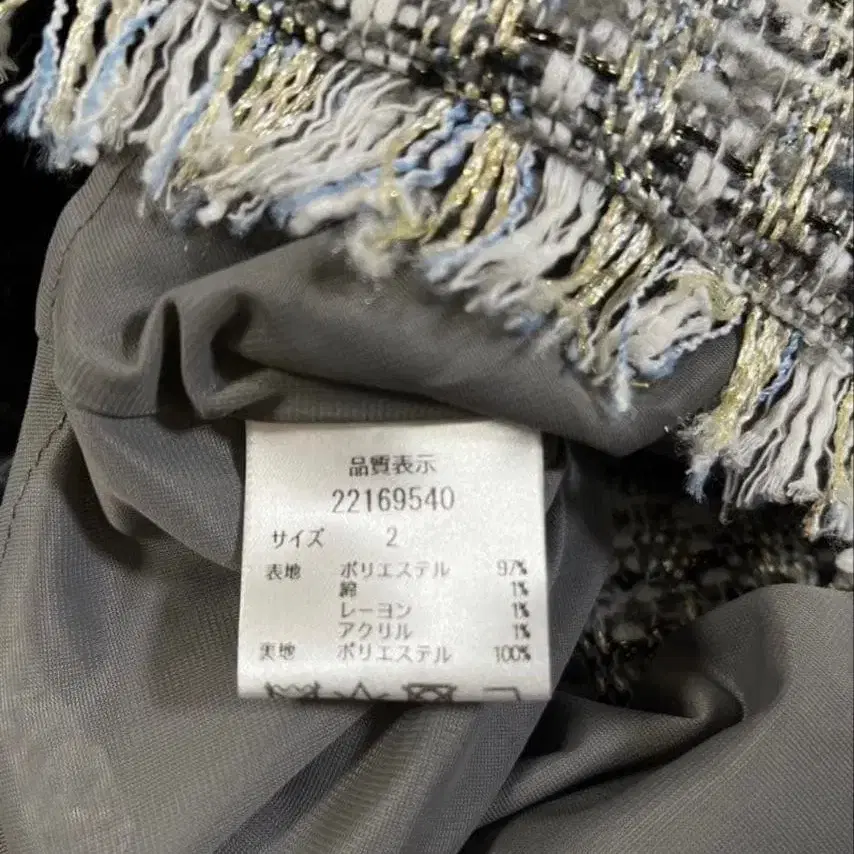 品質表示
22169540
サイズ 2
表地 ポリエステル 97%
綿 1%
レーヨン 1%
アクリル 1%
裏地 ポリエステル 100%